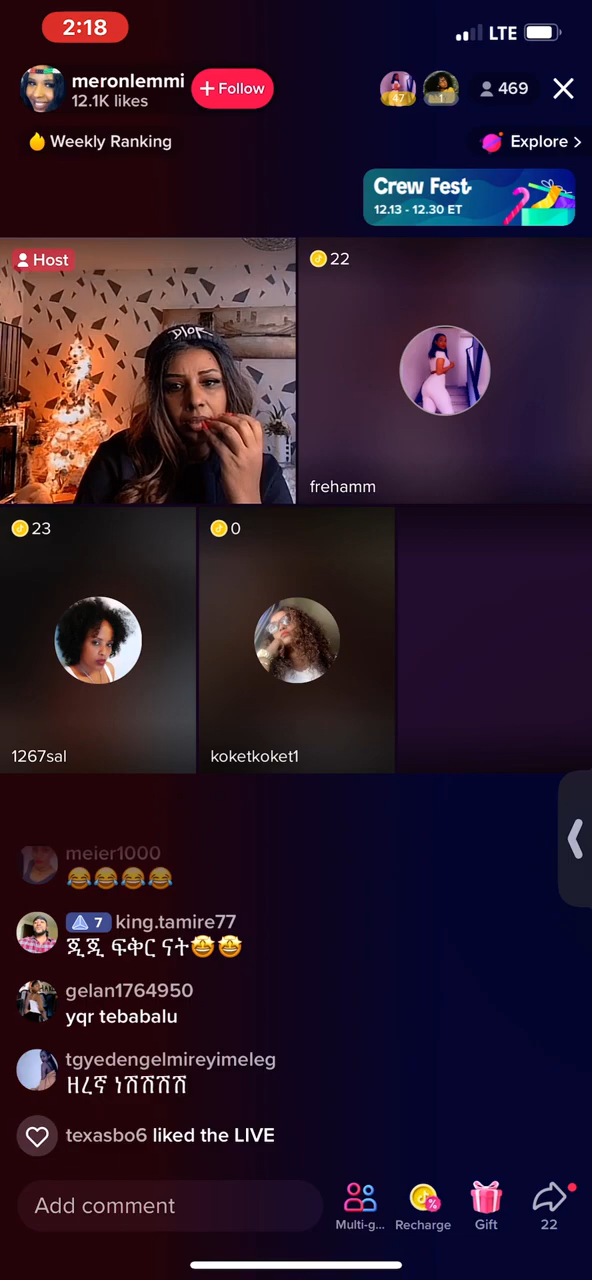 2:18
LTE
meronlemmi
12.1K likes
+ Follow
47
1
469
Weekly Ranking
Explore >
Crew Fest
12.13 - 12.30 ET
Host
DIOR
22
frehamm
23
0
1267sal
koketkoket1
meier1000
😂😂😂😂
7 king.tamire77
ጂጂ ፍቅር ናት🤩🤩
gelan1764950
yqr tebabalu
tgyedengelmireyimeleg
ዘረኛ ነሽሽሽሽሽ
texasbo6 liked the LIVE
Add comment
Multi-g...
Recharge
Gift
22